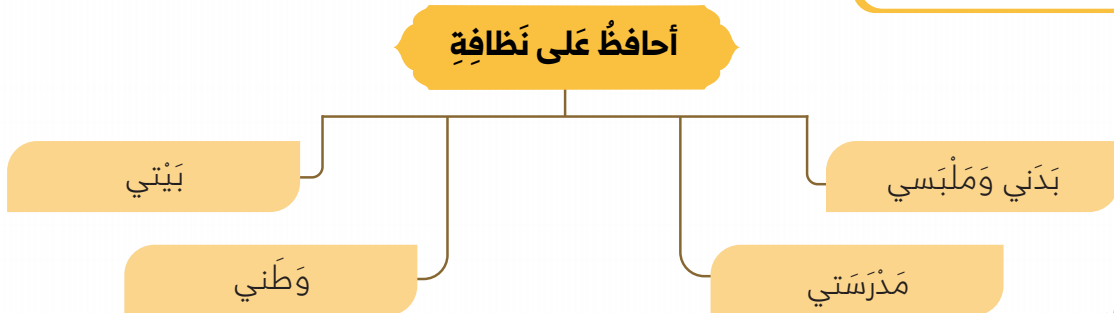 أحافظُ عَلى نَظافِةِ
بَدَني وَمَلْبَسي
بَيْتي
مَدْرَسَتي
وَطَني